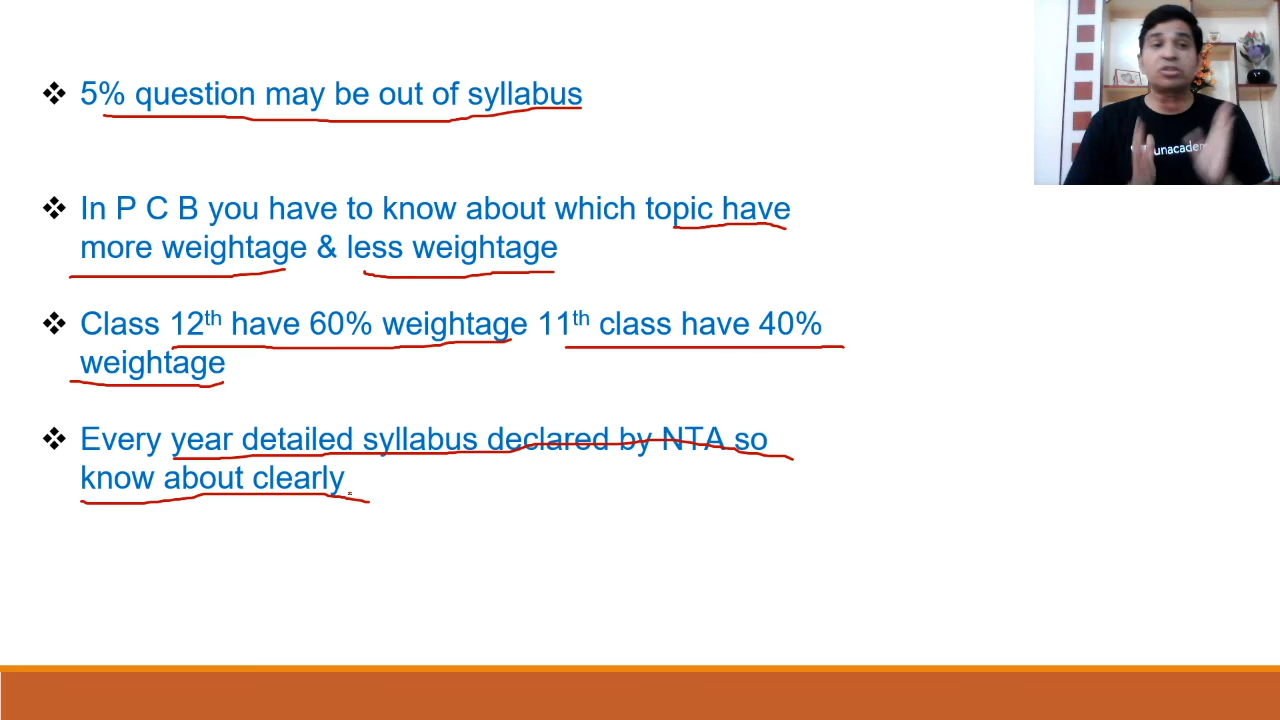 5% question may be out of syllabus
In P C B you have to know about which topic have
more weightage & less weightage
Class 12th have 60% weightage 11th class have 40%
weightage
Every year detailed syllabus declared by NTA so
know about clearly
unacadem